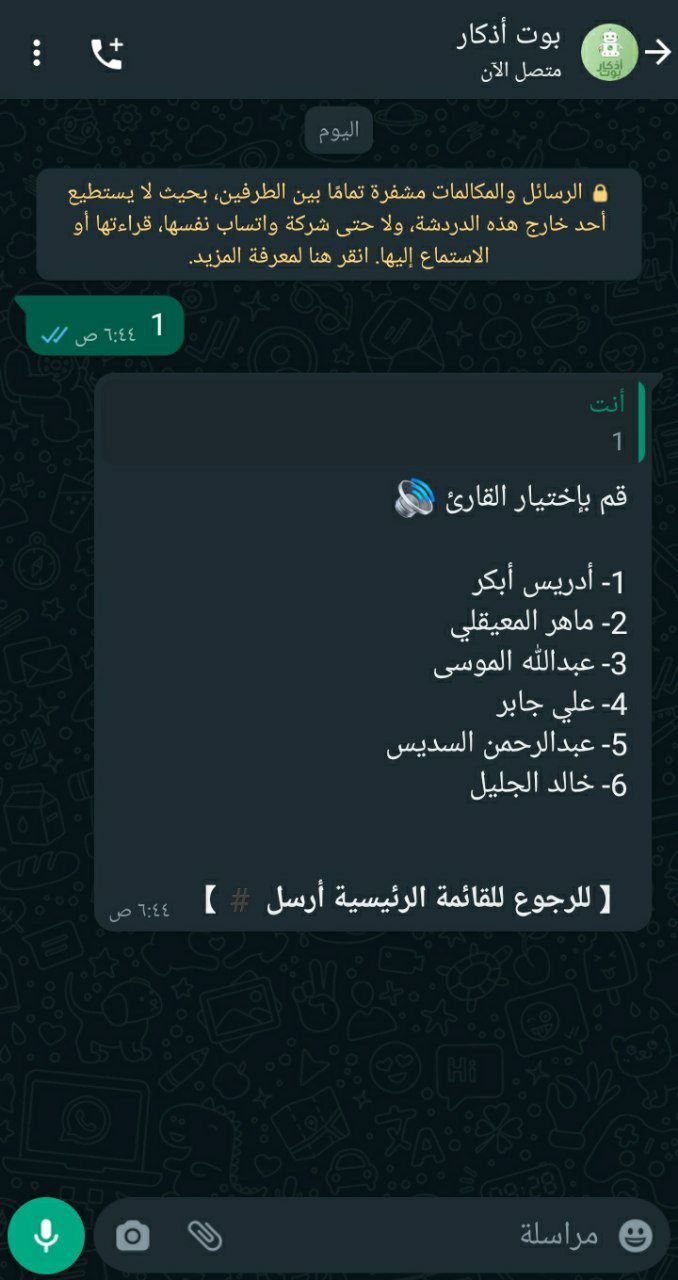 بوت أذكار
متصل الآن
اليوم
الرسائل والمكالمات مشفرة تمامًا بين الطرفين، بحيث لا يستطيع
أحد خارج هذه الدردشة، ولا حتى شركة واتساب نفسها، قراءتها أو
الاستماع إليها. انقر هنا لمعرفة المزيد.
1
٦:٤٤ ص
أنت
1
قم بإختيار القارئ 🔊
1- أدريس أبكر
2- ماهر المعيقلي
3- عبدالله الموسى
4- علي جابر
5- عبدالرحمن السديس
6- خالد الجليل
【 للرجوع للقائمة الرئيسية أرسل # 】
٦:٤٤ ص
مراسلة